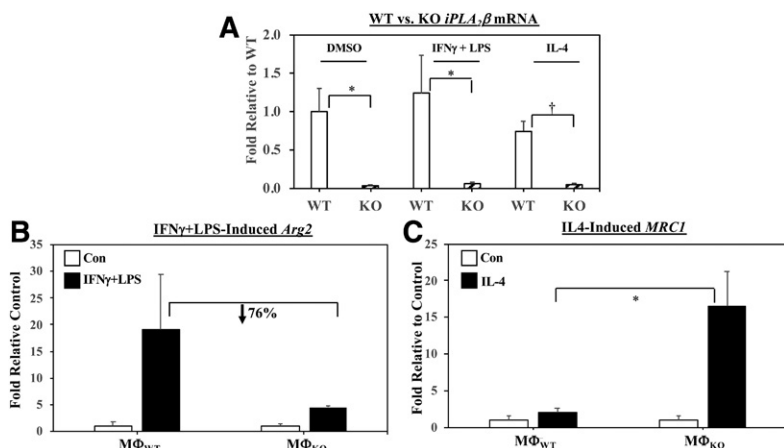 A
WT vs. KO iPLA₂β mRNA
DMSO
IFNγ + LPS
IL-4
Fold Relative to WT
2.0
1.5
1.0
0.5
0.0
*
*
†
WT KO WT KO WT KO
B
IFNγ+LPS-Induced Arg2
Fold Relative Control
35
30
25
20
15
10
5
0
Con
IFNγ+LPS
↓76%
MΦWT MΦKO
C
IL4-Induced MRC1
Fold Relative to Control
25
20
15
10
5
0
Con
IL-4
*
MΦWT MΦKO